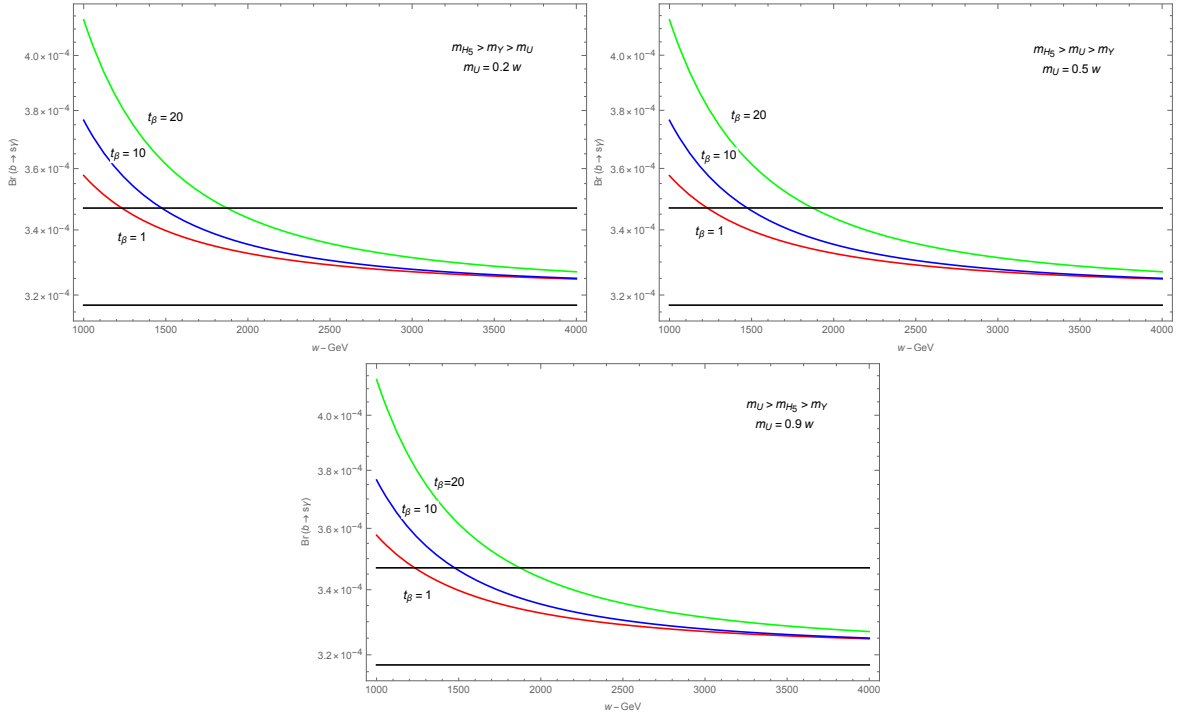 4.0×10⁻⁴
3.8×10⁻⁴
3.6×10⁻⁴
3.4×10⁻⁴
3.2×10⁻⁴
Br (b → sγ)
m_{H_5} > m_Y > m_U
m_U = 0.2 w
t_β = 20
t_β = 10
t_β = 1
1000 1500 2000 2500 3000 3500 4000
w – GeV
4.0×10⁻⁴
3.8×10⁻⁴
3.6×10⁻⁴
3.4×10⁻⁴
3.2×10⁻⁴
Br (b → sγ)
m_{H_5} > m_U > m_Y
m_U = 0.5 w
t_β = 20
t_β = 10
t_β = 1
1000 1500 2000 2500 3000 3500 4000
w – GeV
4.0×10⁻⁴
3.8×10⁻⁴
3.6×10⁻⁴
3.4×10⁻⁴
3.2×10⁻⁴
Br (b → sγ)
m_U > m_{H_5} > m_Y
m_U = 0.9 w
t_β=20
t_β = 10
t_β = 1
1000 1500 2000 2500 3000 3500 4000
w – GeV